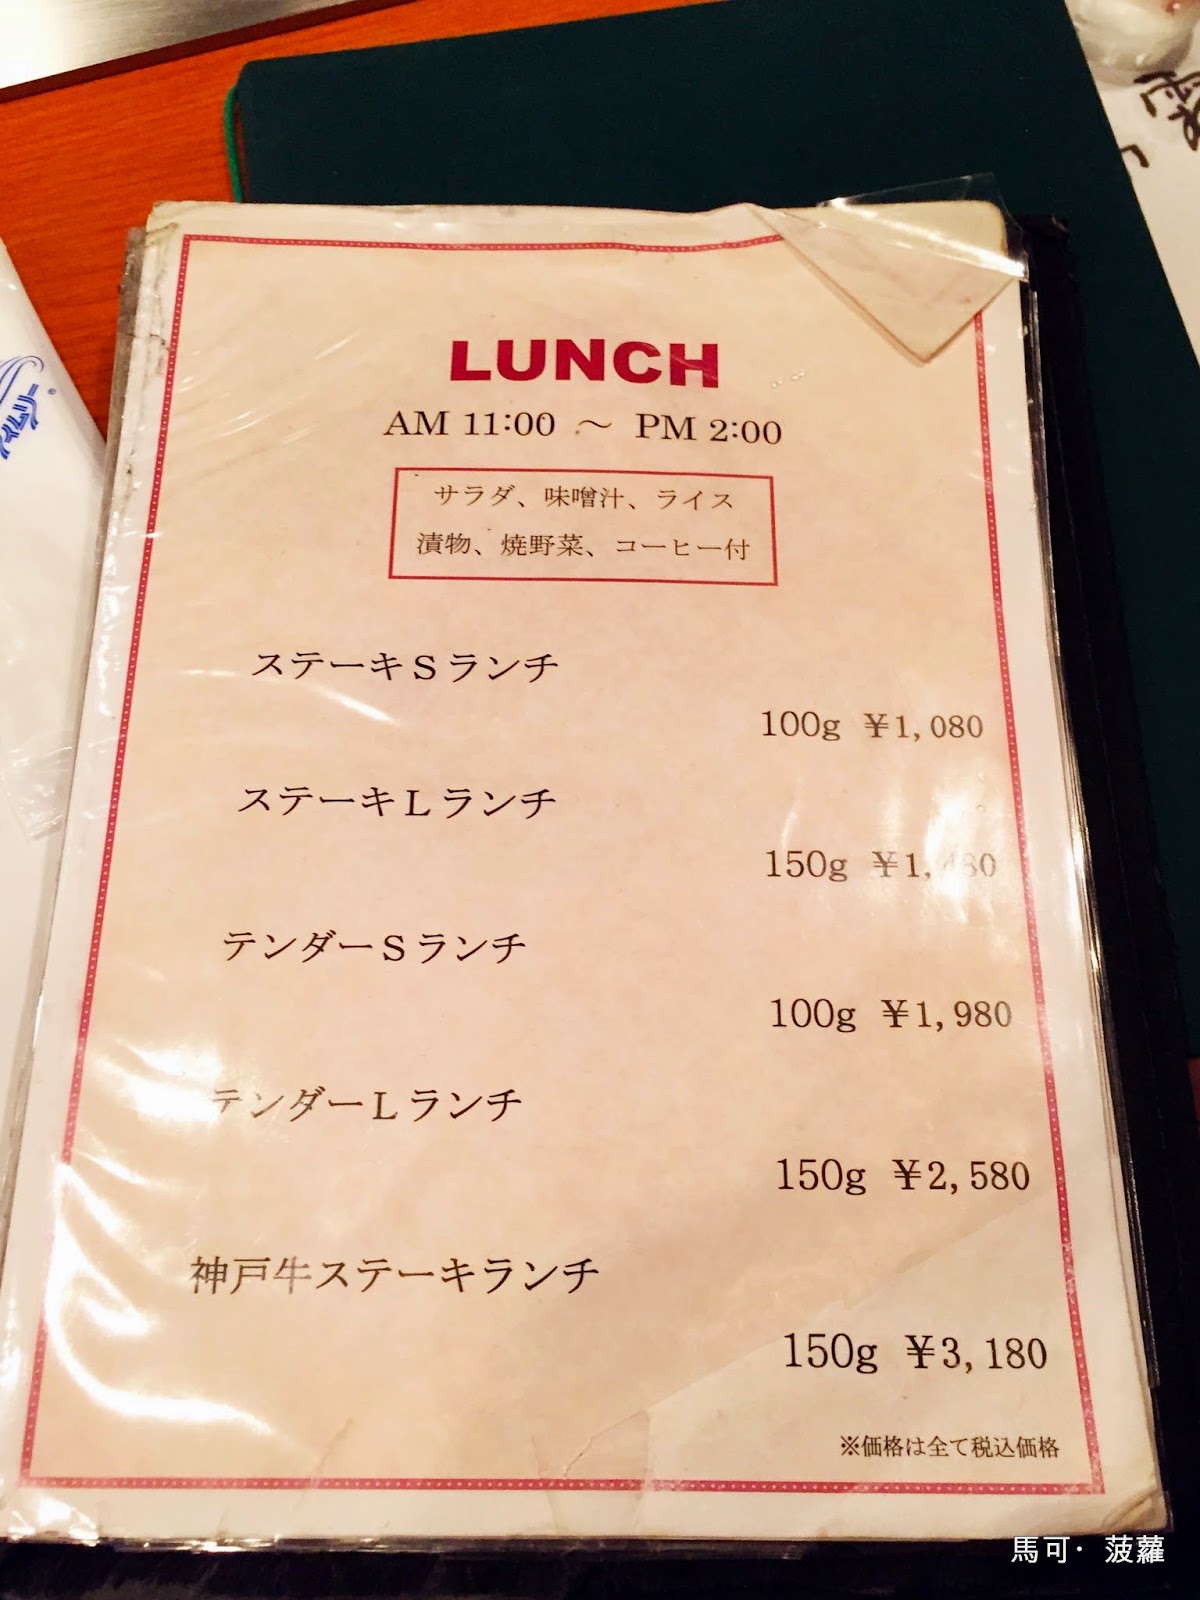 LUNCH
AM 11:00 ～ PM 2:00
サラダ、味噌汁、ライス
漬物、焼野菜、コーヒー付
ステーキSランチ
100g ¥1,080
ステーキLランチ
150g
テンダーSランチ
100g ¥1,980
テンダーLランチ
150g ¥2,580
神戸牛ステーキランチ
150g ¥3,180
※価格は全て税込価格
馬可・菠蘿